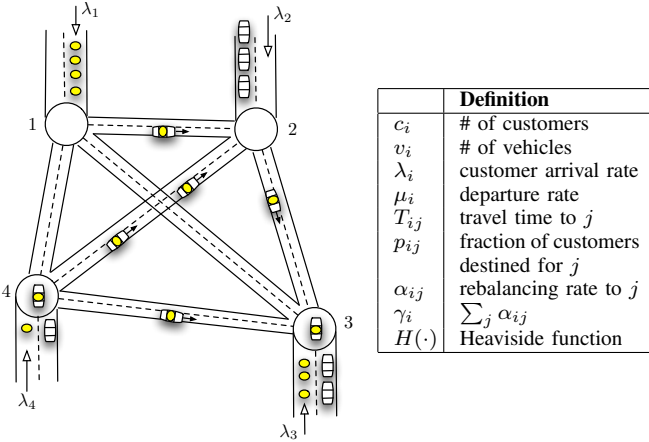 λ₁
λ₂
1
2
4
3
λ₄
λ₃
Definition
cᵢ # of customers
vᵢ # of vehicles
λᵢ customer arrival rate
μᵢ departure rate
Tᵢⱼ travel time to j
pᵢⱼ fraction of customers
destined for j
αᵢⱼ rebalancing rate to j
γᵢ ∑ⱼ αᵢⱼ
H(·) Heaviside function